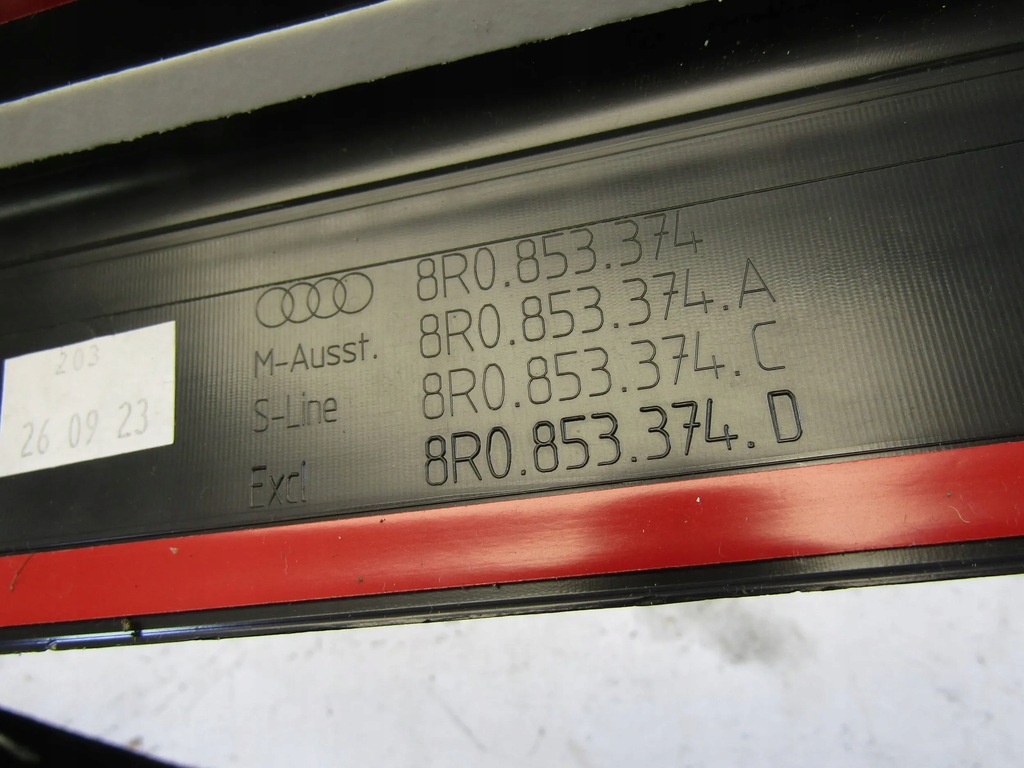 203
26 09 23
8R0.853.374
M-Ausst. 8R0.853.374.A
S-Line 8R0.853.374.C
Excl 8R0.853.374.D